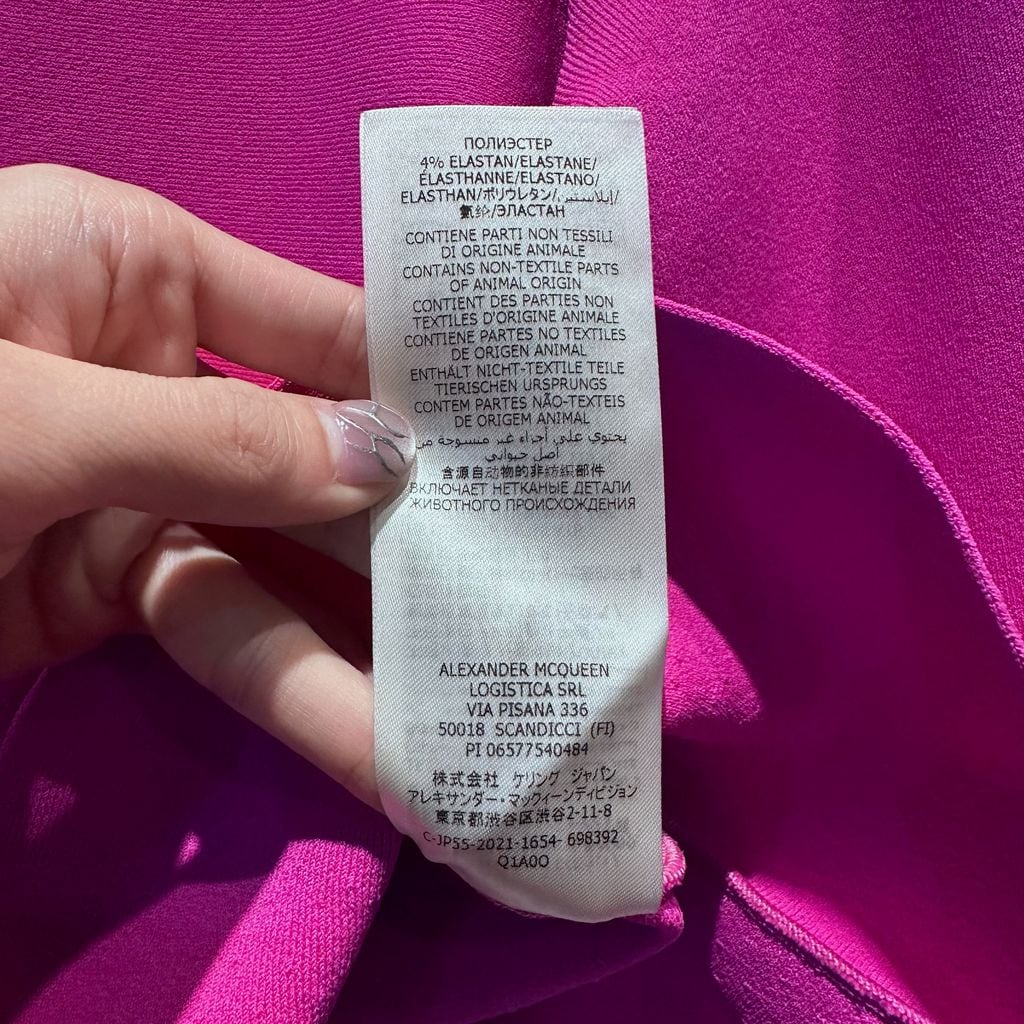 ПОЛИЭСТЕР
4% ELASTAN/ELASTANE/
ÉLASTHANNE/ELASTANO/
ELASTHAN/ポリウレタン/إيلاستين/
氨纶/ЭЛАСТАН
CONTIENE PARTI NON TESSILI
DI ORIGINE ANIMALE
CONTAINS NON-TEXTILE PARTS
OF ANIMAL ORIGIN
CONTIENT DES PARTIES NON
TEXTILES D'ORIGINE ANIMALE
CONTIENE PARTES NO TEXTILES
DE ORIGEN ANIMAL
ENTHÄLT NICHT-TEXTILE TEILE
TIERISCHEN URSPRUNGS
CONTEM PARTES NÃO-TEXTEIS
DE ORIGEM ANIMAL
يحتوي على أجزاء غير منسوجة من
أصل حيواني
含源自动物的非纺织部件
ВКЛЮЧАЕТ НЕТКАНЫЕ ДЕТАЛИ
ЖИВОТНОГО ПРОИСХОЖДЕНИЯ
ALEXANDER MCQUEEN
LOGISTICA SRL
VIA PISANA 336
50018 SCANDICCI (FI)
PI 06577540484
株式会社 ケリング ジャパン
アレキサンダー・マックィーンディビジョン
東京都渋谷区渋谷2-11-8
C-JP55-2021-1654- 698392
Q1A0O